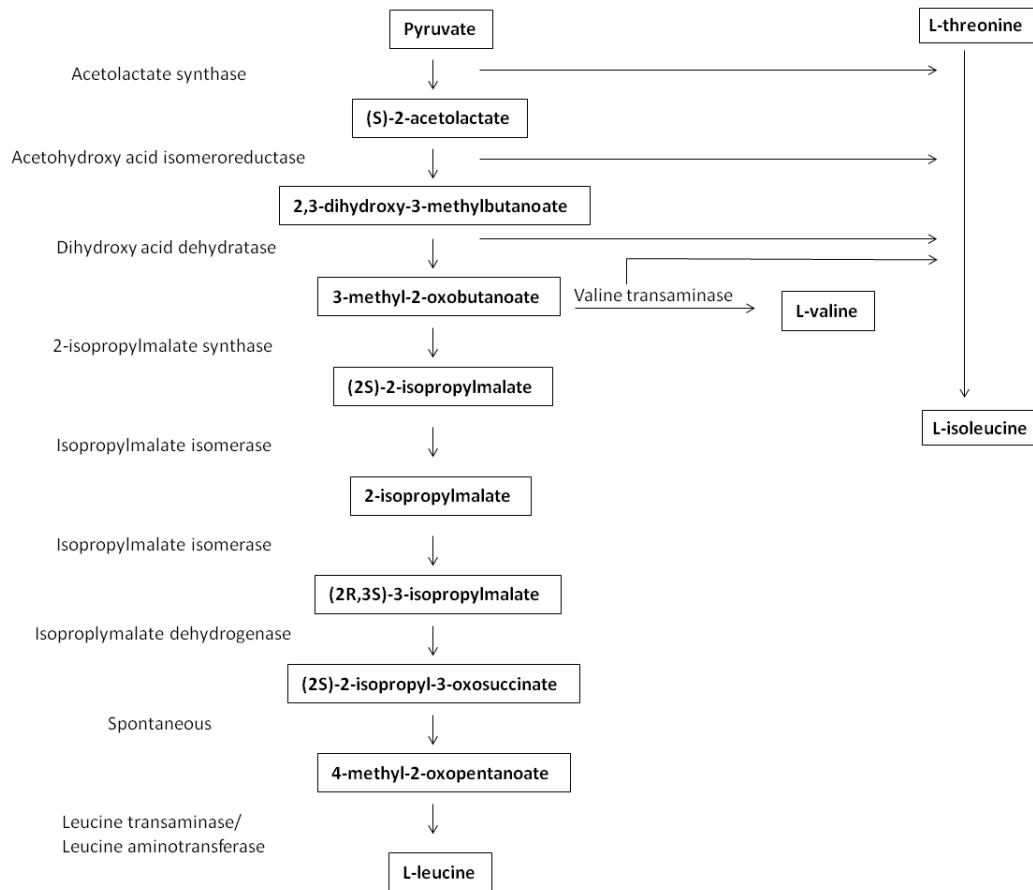 Pyruvate
L-threonine
Acetolactate synthase
(S)-2-acetolactate
Acetohydroxy acid isomeroreductase
2,3-dihydroxy-3-methylbutanoate
Dihydroxy acid dehydratase
3-methyl-2-oxobutanoate
Valine transaminase
L-valine
2-isopropylmalate synthase
(2S)-2-isopropylmalate
L-isoleucine
Isopropylmalate isomerase
2-isopropylmalate
Isopropylmalate isomerase
(2R,3S)-3-isopropylmalate
Isoproplymalate dehydrogenase
(2S)-2-isopropyl-3-oxosuccinate
Spontaneous
4-methyl-2-oxopentanoate
Leucine transaminase/
Leucine aminotransferase
L-leucine